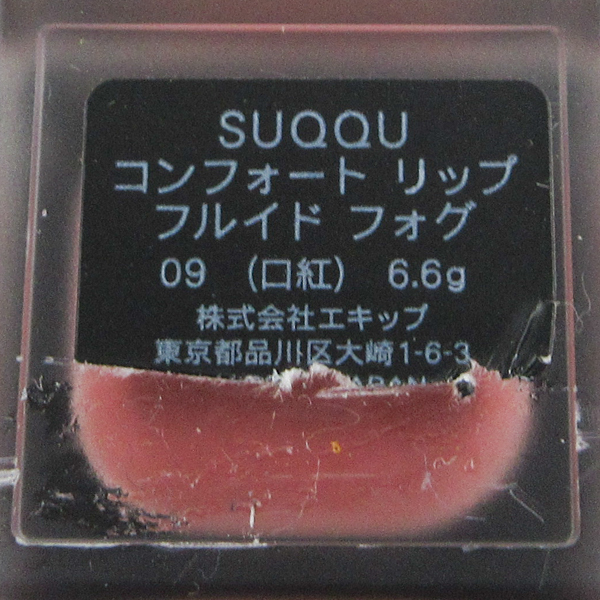 SUQQU
コンフォート リップ
フルイド フォグ
09 (口紅) 6.6g
株式会社エキップ
東京都品川区大崎1-6-3